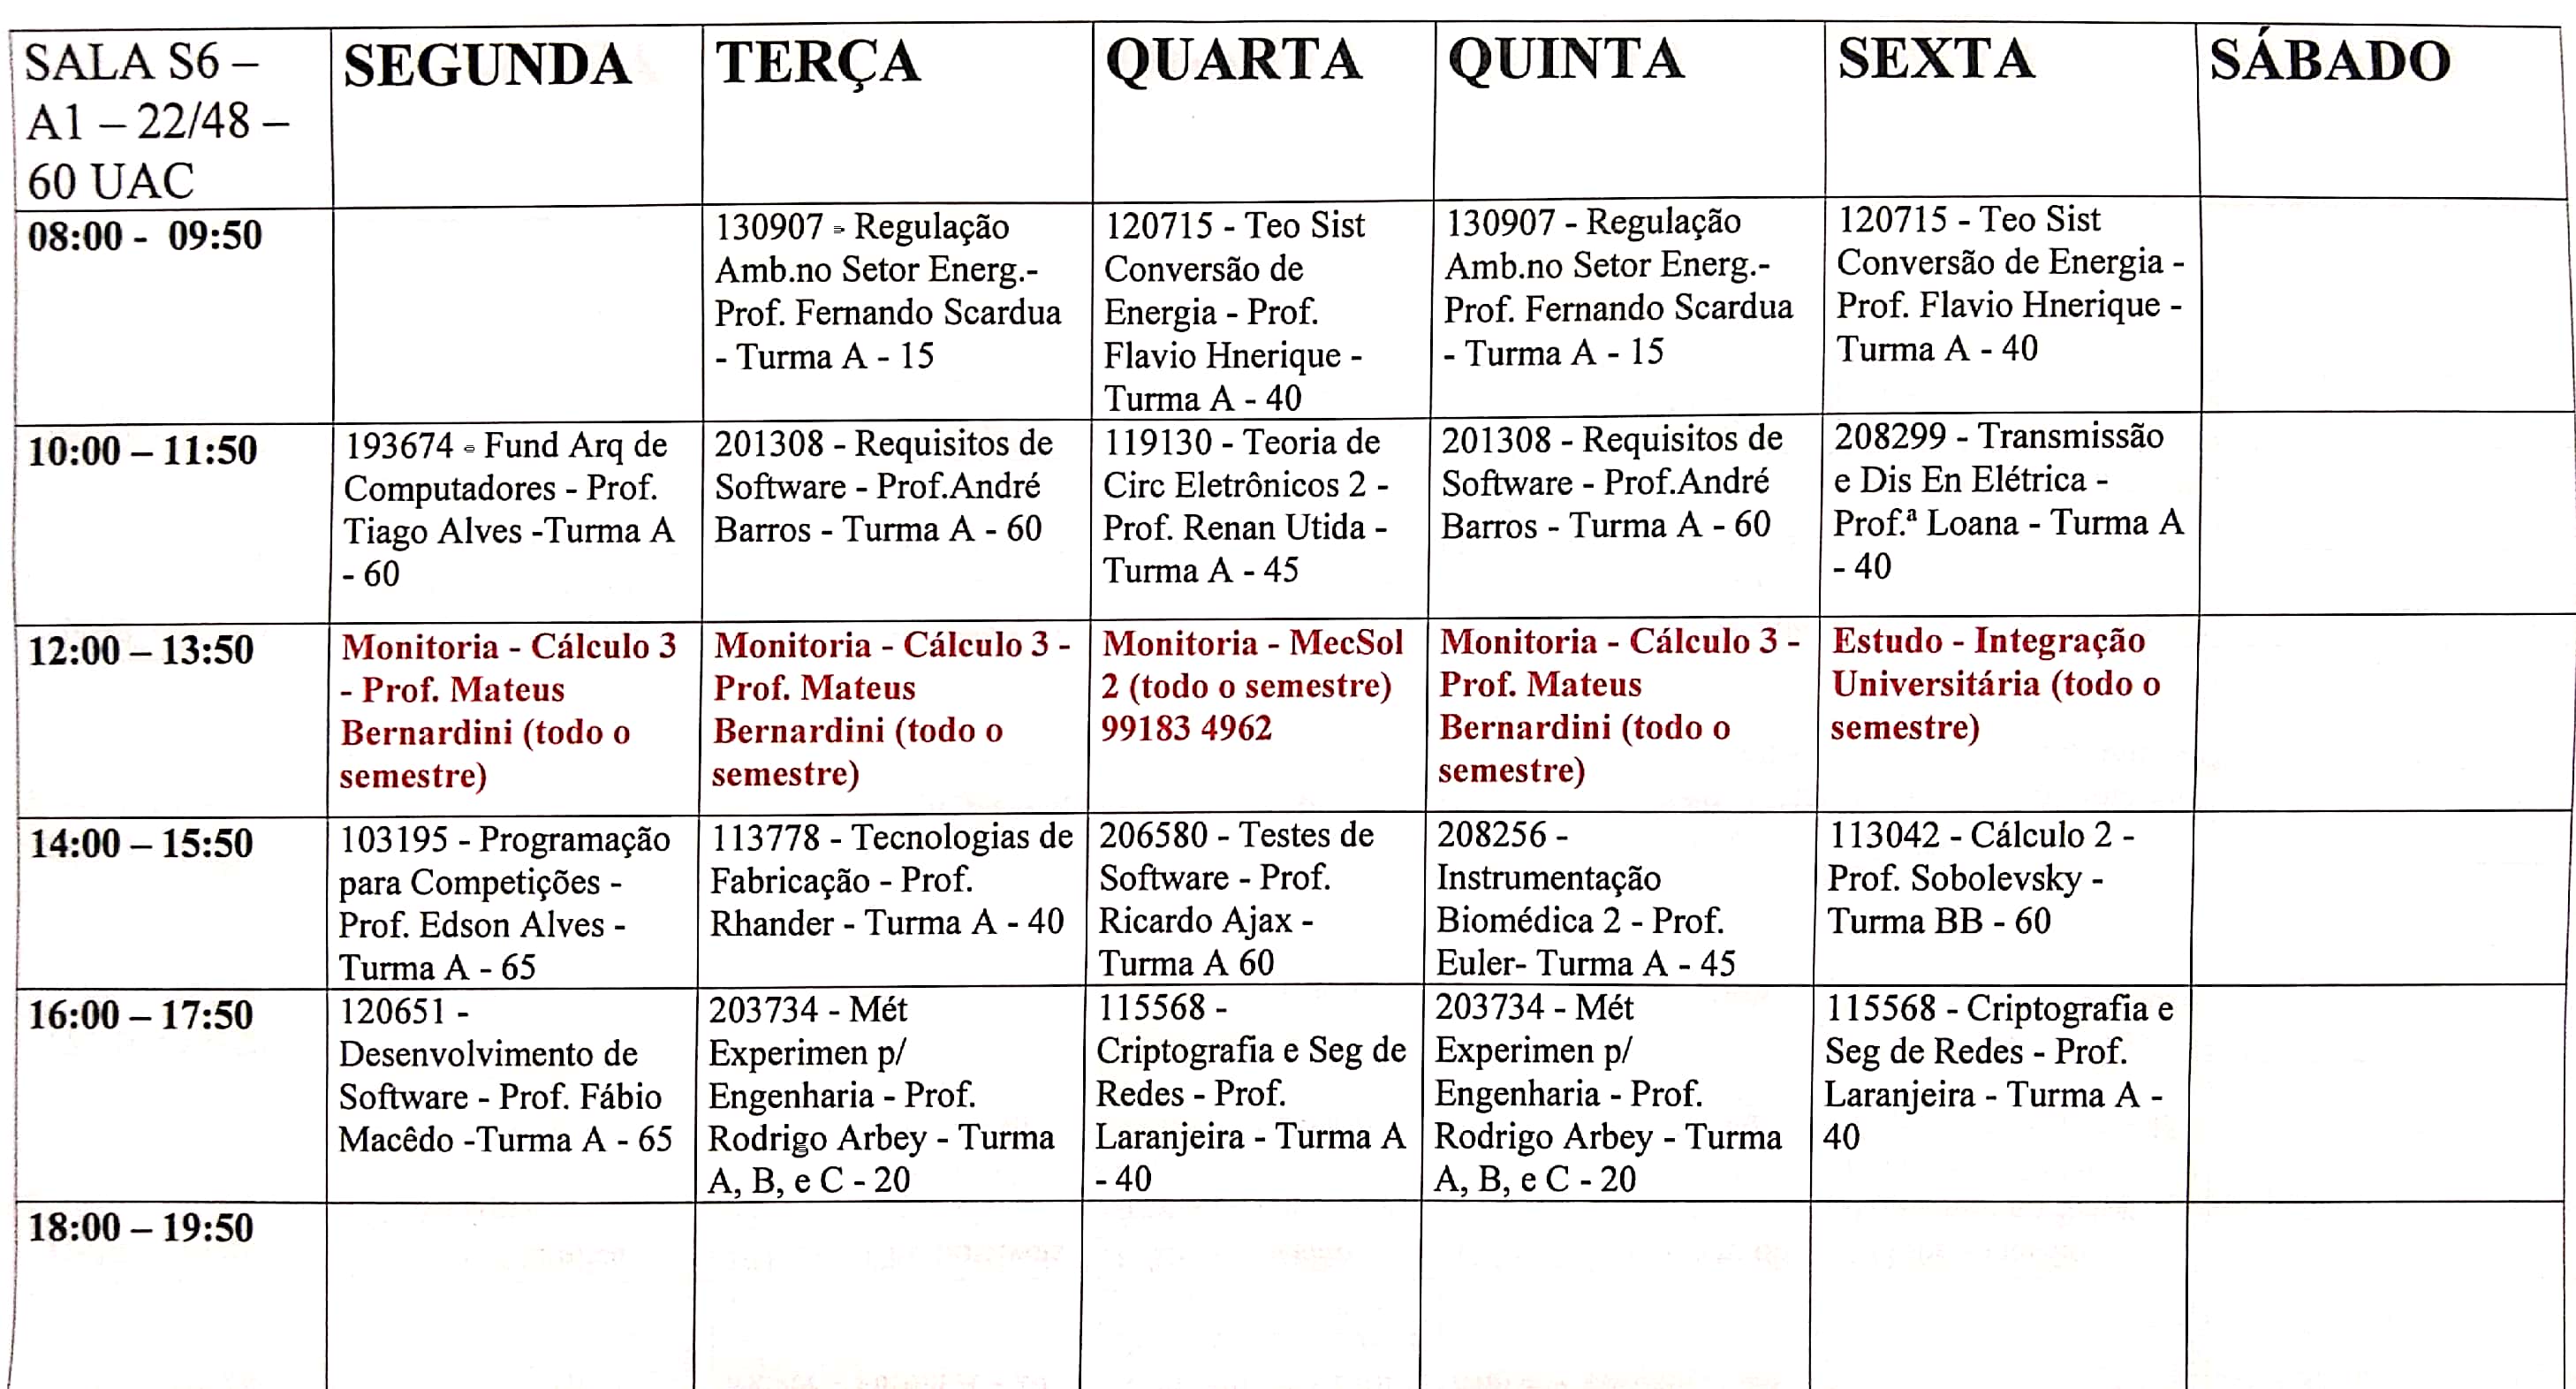 SALA S6 –
A1 – 22/48 –
60 UAC
SEGUNDA
TERÇA
QUARTA
QUINTA
SEXTA
SÁBADO
08:00 - 09:50
130907 - Regulação
Amb.no Setor Energ.-
Prof. Fernando Scardua
- Turma A - 15
120715 - Teo Sist
Conversão de
Energia - Prof.
Flavio Hnerique -
Turma A - 40
130907 - Regulação
Amb.no Setor Energ.-
Prof. Fernando Scardua
- Turma A - 15
120715 - Teo Sist
Conversão de Energia -
Prof. Flavio Hnerique -
Turma A - 40
10:00 – 11:50
193674 - Fund Arq de
Computadores - Prof.
Tiago Alves -Turma A
- 60
201308 - Requisitos de
Software - Prof.André
Barros - Turma A - 60
119130 - Teoria de
Circ Eletrônicos 2 -
Prof. Renan Utida -
Turma A - 45
201308 - Requisitos de
Software - Prof.André
Barros - Turma A - 60
208299 - Transmissão
e Dis En Elétrica -
Prof.ª Loana - Turma A
- 40
12:00 – 13:50
Monitoria - Cálculo 3
- Prof. Mateus
Bernardini (todo o
semestre)
Monitoria - Cálculo 3 -
Prof. Mateus
Bernardini (todo o
semestre)
Monitoria - MecSol
2 (todo o semestre)
99183 4962
Monitoria - Cálculo 3 -
Prof. Mateus
Bernardini (todo o
semestre)
Estudo - Integração
Universitária (todo o
semestre)
14:00 – 15:50
103195 - Programação
para Competições -
Prof. Edson Alves -
Turma A - 65
113778 - Tecnologias de
Fabricação - Prof.
Rhander - Turma A - 40
206580 - Testes de
Software - Prof.
Ricardo Ajax -
Turma A 60
208256 -
Instrumentação
Biomédica 2 - Prof.
Euler- Turma A - 45
113042 - Cálculo 2 -
Prof. Sobolevsky -
Turma BB - 60
16:00 – 17:50
120651 -
Desenvolvimento de
Software - Prof. Fábio
Macêdo -Turma A - 65
203734 - Mét
Experimen p/
Engenharia - Prof.
Rodrigo Arbey - Turma
A, B, e C - 20
115568 -
Criptografia e Seg de
Redes - Prof.
Laranjeira - Turma A
- 40
203734 - Mét
Experimen p/
Engenharia - Prof.
Rodrigo Arbey - Turma
A, B, e C - 20
115568 - Criptografia e
Seg de Redes - Prof.
Laranjeira - Turma A -
40
18:00 – 19:50